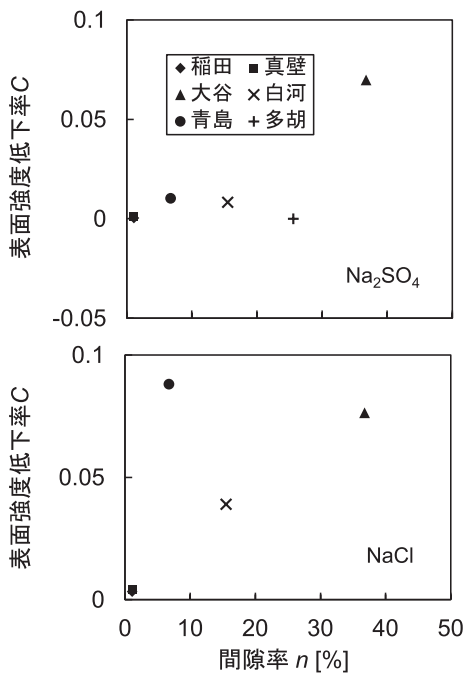 0.1
◆稲田 ■真壁
▲大谷 ×白河
●青島 +多胡
0.05
0
-0.05
表面強度低下率C
Na₂SO₄
0.1
0.05
0
表面強度低下率C
NaCl
0 10 20 30 40 50
間隙率 n [%]